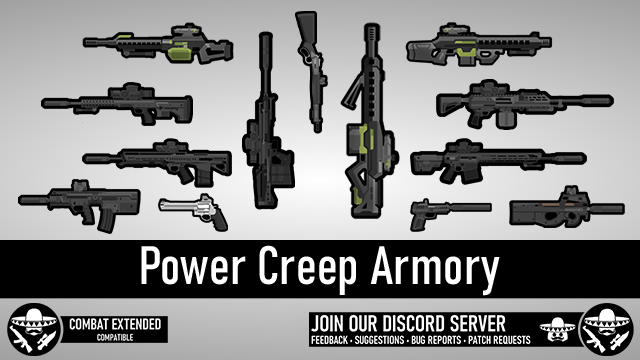 Power Creep Armory
COMBAT EXTENDED
COMPATIBLE
JOIN OUR DISCORD SERVER
FEEDBACK • SUGGESTIONS • BUG REPORTS • PATCH REQUESTS